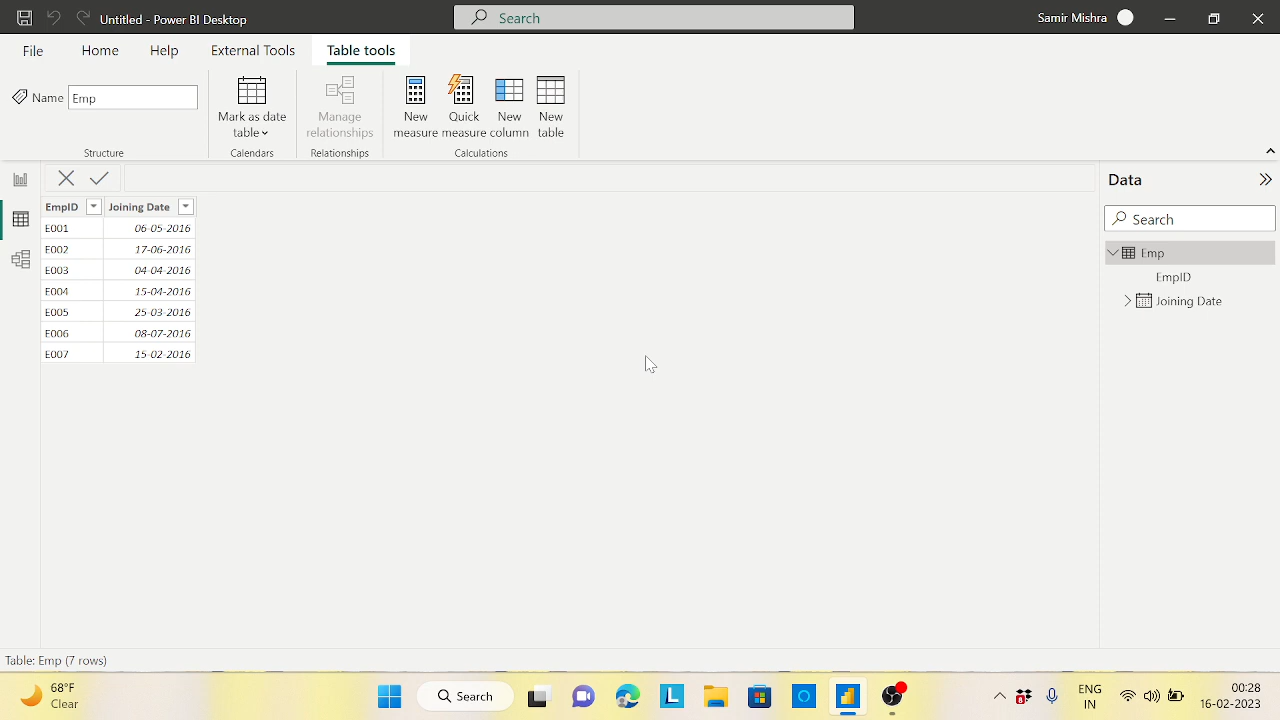 Untitled - Power BI Desktop
Search
Samir Mishra
File
Home
Help
External Tools
Table tools
Name
Emp
Mark as date
table
Manage
relationships
New
measure
Quick
measure
New
column
New
table
Structure
Calendars
Relationships
Calculations
EmpID Joining Date
E001 06-05-2016
E002 17-06-2016
E003 04-04-2016
E004 15-04-2016
E005 25-03-2016
E006 08-07-2016
E007 15-02-2016
Data
Search
Emp
EmpID
Joining Date
Table: Emp (7 rows)
68°F
Clear
Search
L
O
8
ENG
IN
00:28
16-02-2023